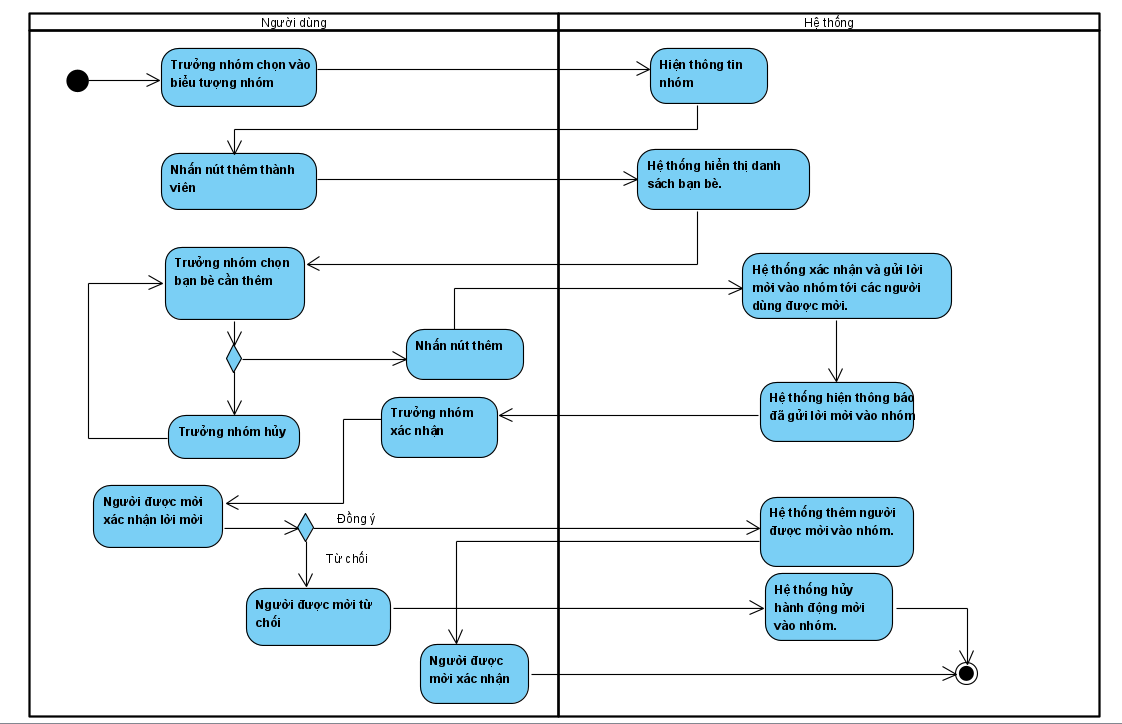 Người dùng
Hệ thống
Trưởng nhóm chọn vào
biểu tượng nhóm
Hiện thông tin
nhóm
Nhấn nút thêm thành
viên
Hệ thống hiển thị danh
sách bạn bè.
Trưởng nhóm chọn
bạn bè cần thêm
Hệ thống xác nhận và gửi lời
mời vào nhóm tới các người
dùng được mời.
Nhấn nút thêm
Hệ thống hiện thông báo
đã gửi lời mời vào nhóm
Trưởng nhóm
xác nhận
Trưởng nhóm hủy
Người được mời
xác nhận lời mời
Đồng ý
Hệ thống thêm người
được mời vào nhóm.
Từ chối
Người được mời từ
chối
Hệ thống hủy
hành động mời
vào nhóm.
Người được
mời xác nhận